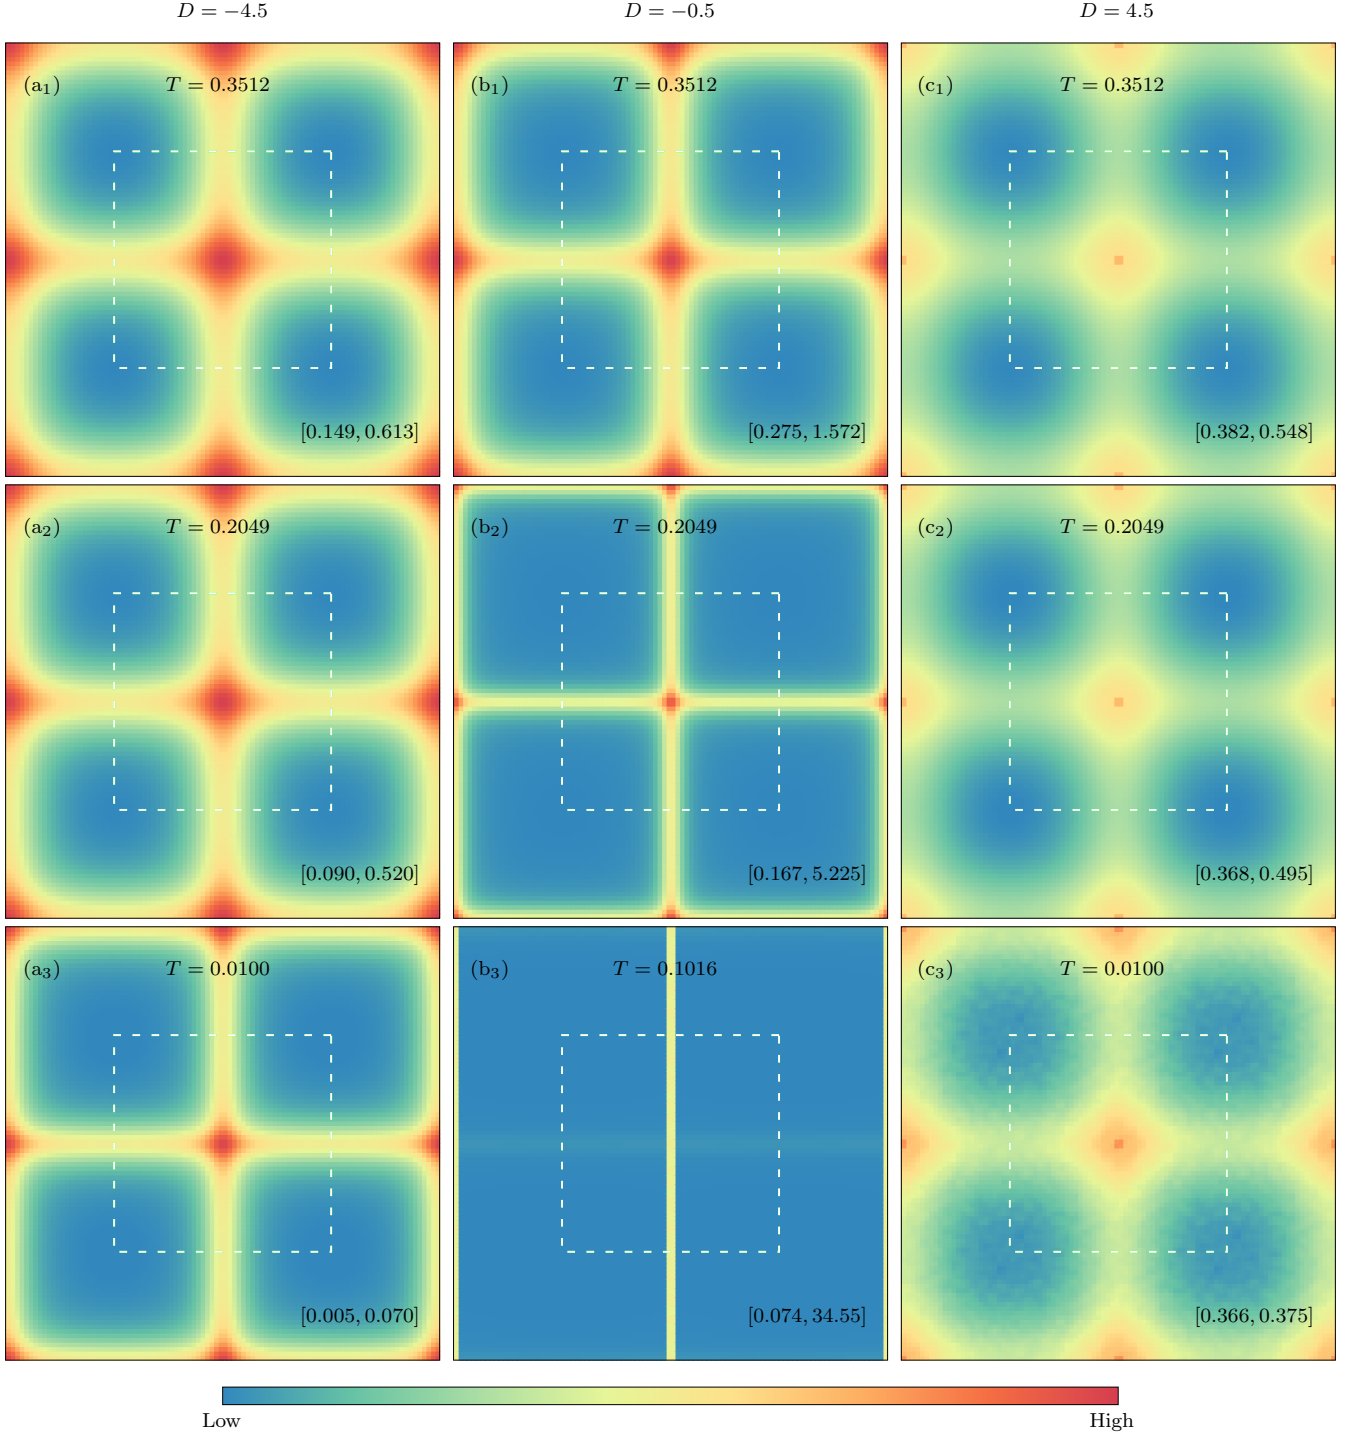 D = −4.5 D = −0.5 D = 4.5
(a₁) T = 0.3512 (b₁) T = 0.3512 (c₁) T = 0.3512
[0.149, 0.613] [0.275, 1.572] [0.382, 0.548]
(a₂) T = 0.2049 (b₂) T = 0.2049 (c₂) T = 0.2049
[0.090, 0.520] [0.167, 5.225] [0.368, 0.495]
(a₃) T = 0.0100 (b₃) T = 0.1016 (c₃) T = 0.0100
[0.005, 0.070] [0.074, 34.55] [0.366, 0.375]
Low High